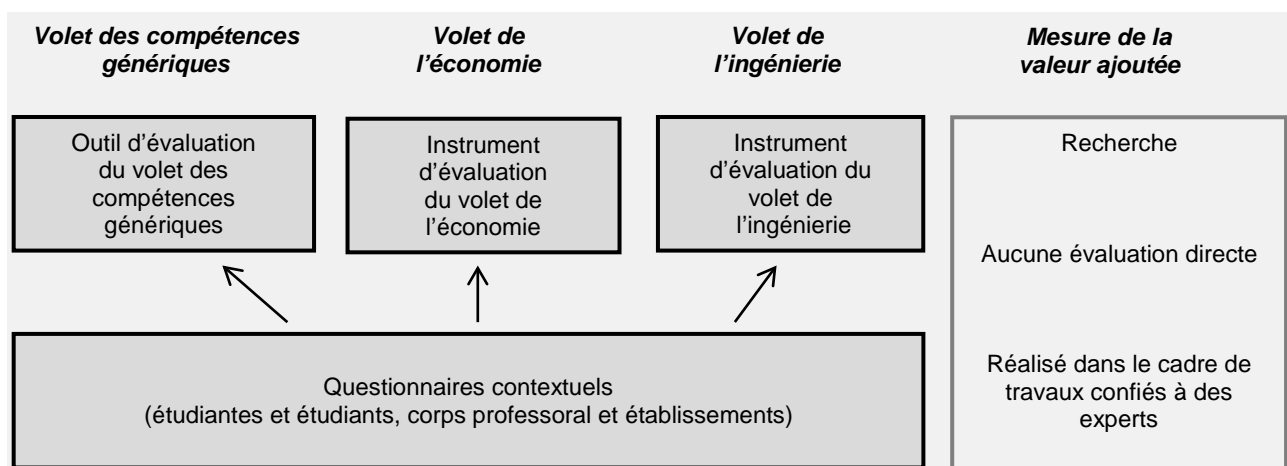 Volet des compétences
génériques
Volet de
l'économie
Volet de
l'ingénierie
Mesure de la
valeur ajoutée
Outil d'évaluation
du volet des
compétences
génériques
Instrument
d'évaluation
du volet de
l'économie
Instrument
d'évaluation du
volet de
l'ingénierie
Recherche
Aucune évaluation directe
Réalisé dans le cadre de
travaux confiés à des
experts
Questionnaires contextuels
(étudiantes et étudiants, corps professoral et établissements)